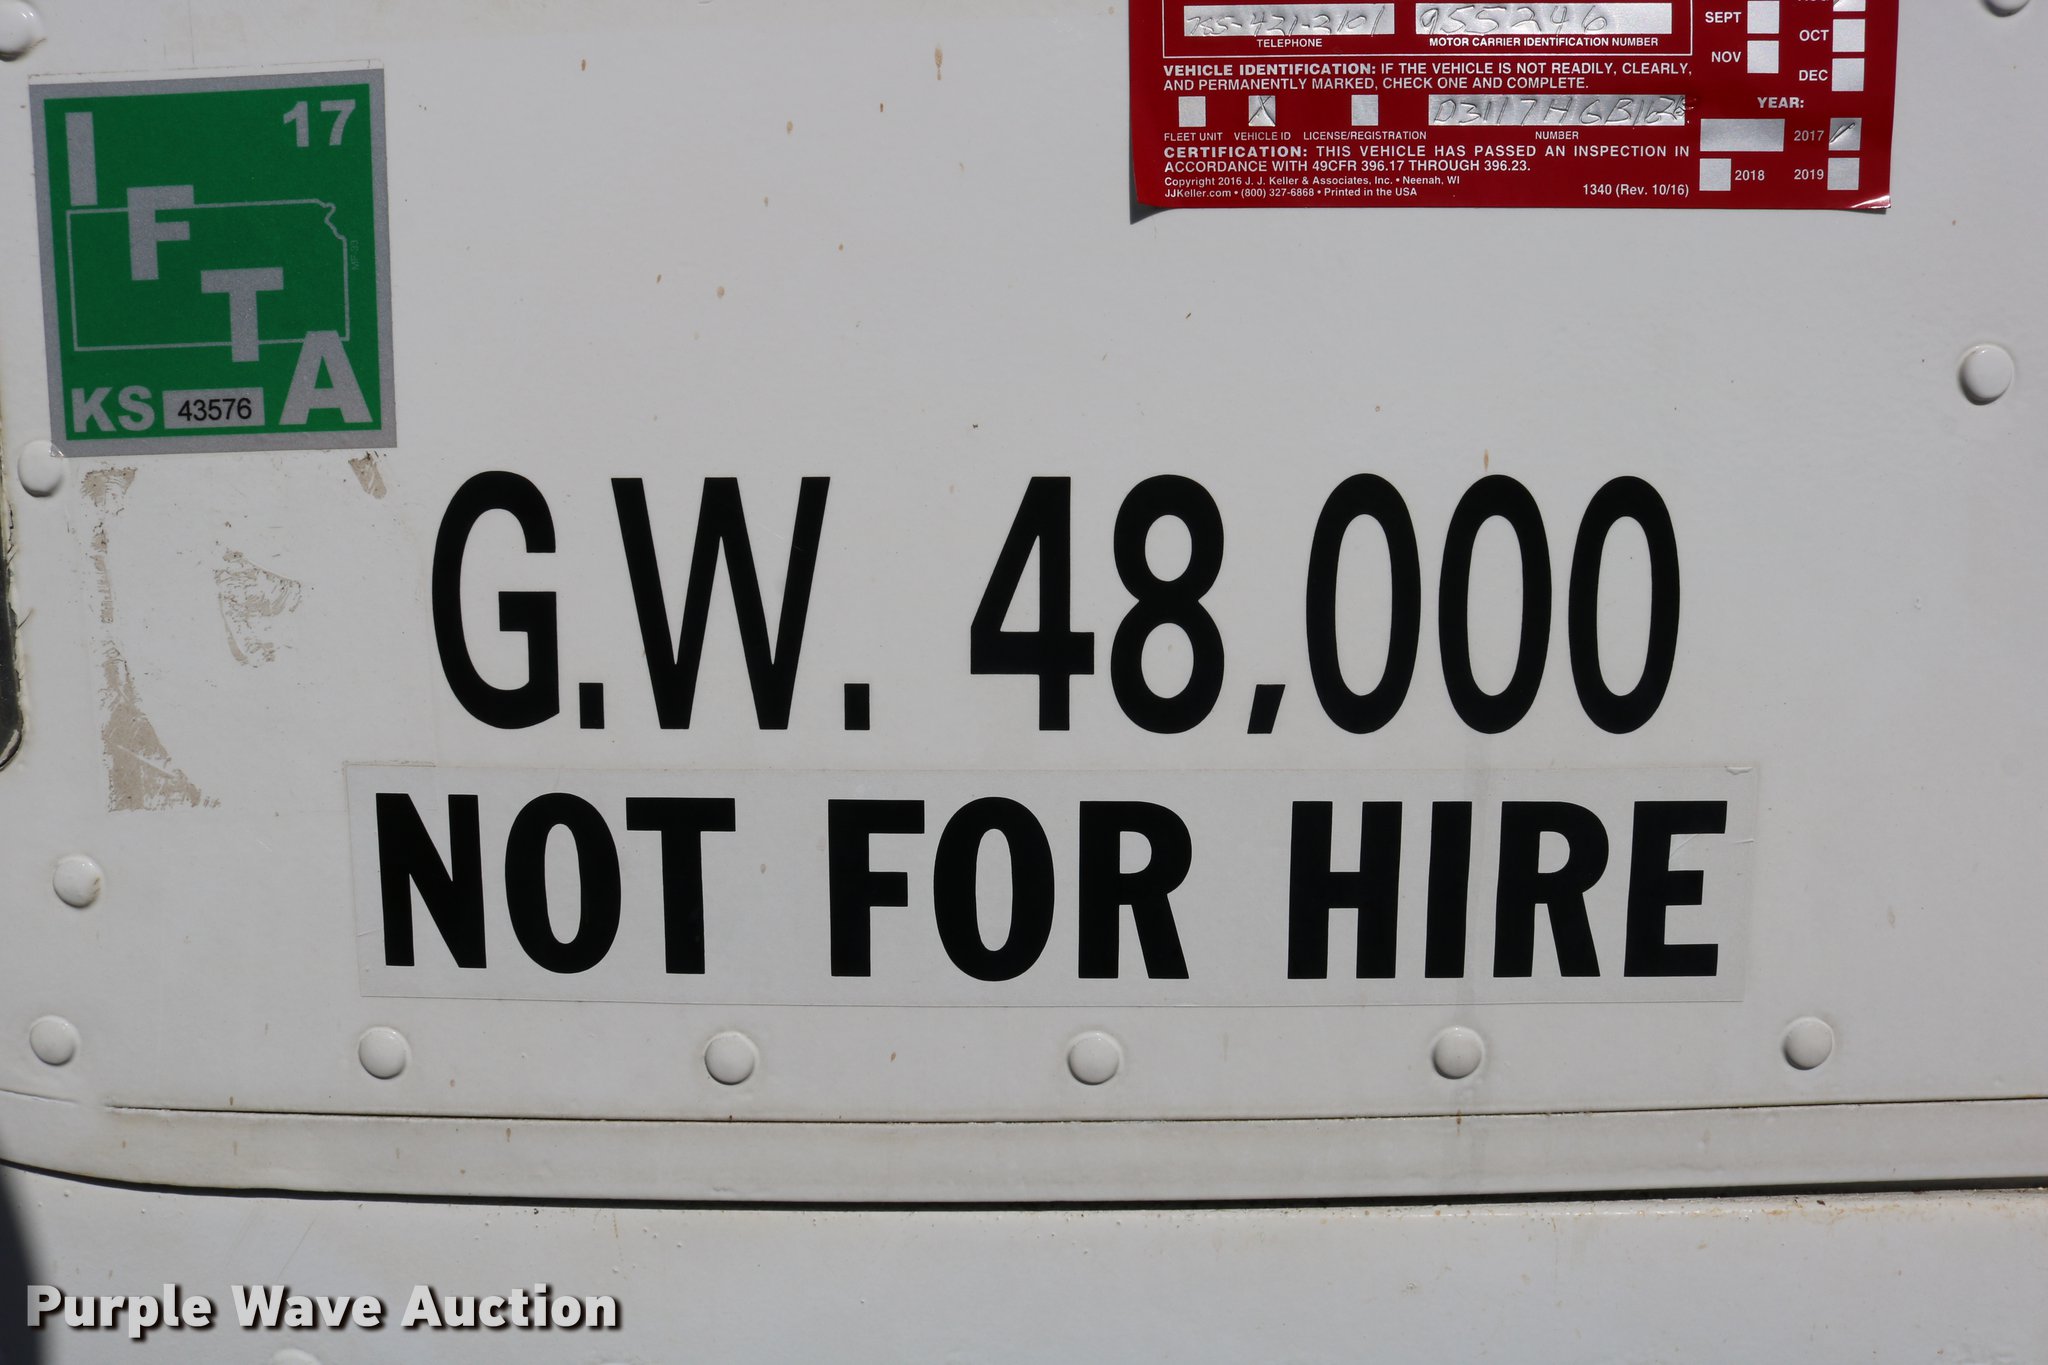 17
IFTA
KS 43576
785-421-2101 955246
TELEPHONE MOTOR CARRIER IDENTIFICATION NUMBER
VEHICLE IDENTIFICATION: IF THE VEHICLE IS NOT READILY, CLEARLY,
AND PERMANENTLY MARKED, CHECK ONE AND COMPLETE.
FLEET UNIT VEHICLE ID LICENSE/REGISTRATION NUMBER
CERTIFICATION: THIS VEHICLE HAS PASSED AN INSPECTION IN
ACCORDANCE WITH 49CFR 396.17 THROUGH 396.23.
Copyright 2016 J. J. Keller & Associates, Inc. • Neenah, WI
JJKeller.com • (800) 327-6868 • Printed in the USA 1340 (Rev. 10/16)
SEPT
OCT
NOV
DEC
YEAR:
2017
2018 2019
G.W. 48,000
NOT FOR HIRE
Purple Wave Auction